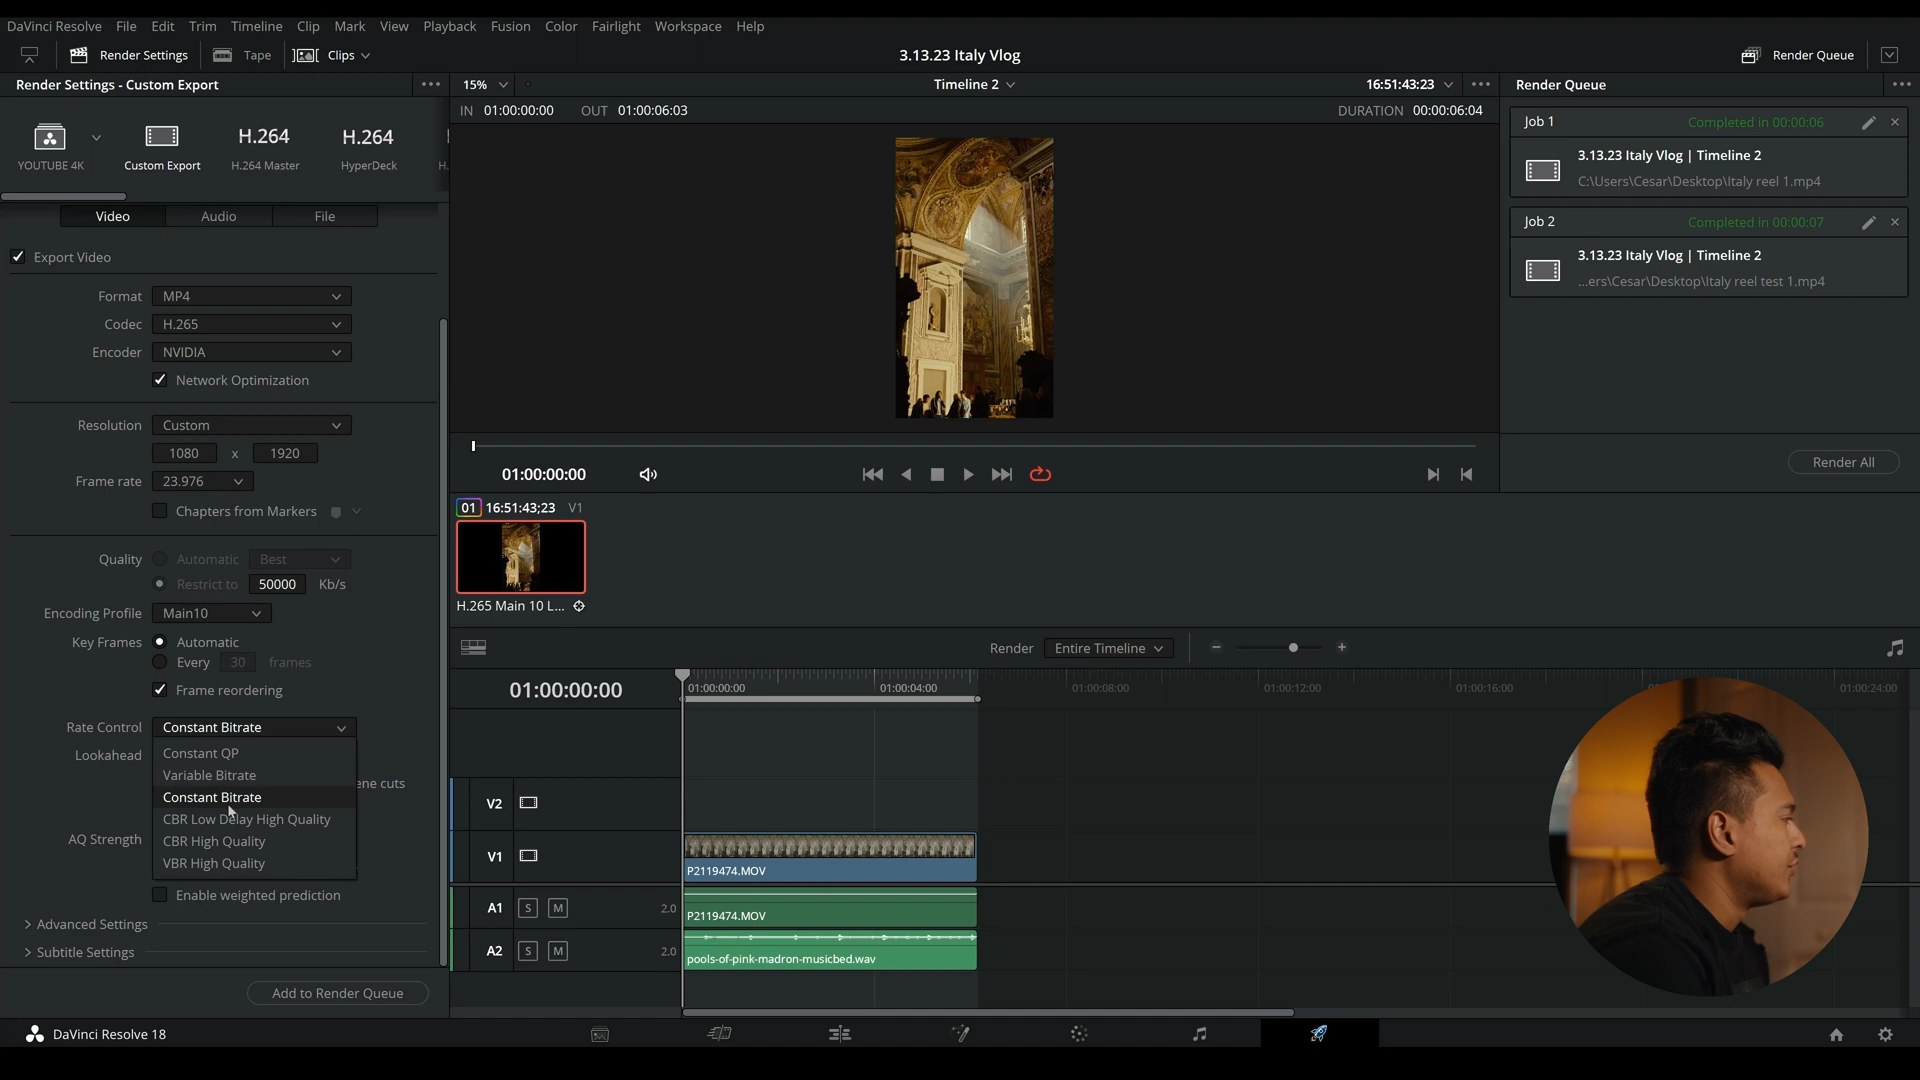 DaVinci Resolve File Edit Trim Timeline Clip Mark View Playback Fusion Color Fairlight Workspace Help
Render Settings Tape Clips 3.13.23 Italy Vlog Render Queue
Render Settings - Custom Export ••• 15% Timeline 2 16:51:43:23 ••• Render Queue •••
IN 01:00:00:00 OUT 01:00:06:03 DURATION 00:00:06:04
H.264 H.264
YOUTUBE 4K Custom Export H.264 Master HyperDeck H.
Video Audio File
Export Video
Format MP4
Codec H.265
Encoder NVIDIA
Network Optimization
Resolution Custom
1080 x 1920
Frame rate 23.976
Chapters from Markers
Quality Automatic Best
Restrict to 50000 Kb/s
Encoding Profile Main10
Key Frames Automatic
Every 30 frames
Frame reordering
Rate Control Constant Bitrate
Lookahead
Constant QP
Variable Bitrate
ene cuts
Constant Bitrate
CBR Low Delay High Quality
AQ Strength
CBR High Quality
VBR High Quality
Enable weighted prediction
> Advanced Settings
> Subtitle Settings
Add to Render Queue
Job 1 Completed in 00:00:06
3.13.23 Italy Vlog | Timeline 2
C:\Users\Cesar\Desktop\Italy reel 1.mp4
Job 2 Completed in 00:00:07
3.13.23 Italy Vlog | Timeline 2
...ers\Cesar\Desktop\Italy reel test 1.mp4
Render All
01:00:00:00
01 16:51:43;23 V1
H.265 Main 10 L...
Render Entire Timeline
01:00:00:00 01:00:00:00 01:00:04:00 01:00:08:00 01:00:12:00 01:00:16:00 01:00:24:00
V2
V1
P2119474.MOV
A1 S M 2.0 P2119474.MOV
A2 S M 2.0 pools-of-pink-madron-musicbed.wav
DaVinci Resolve 18